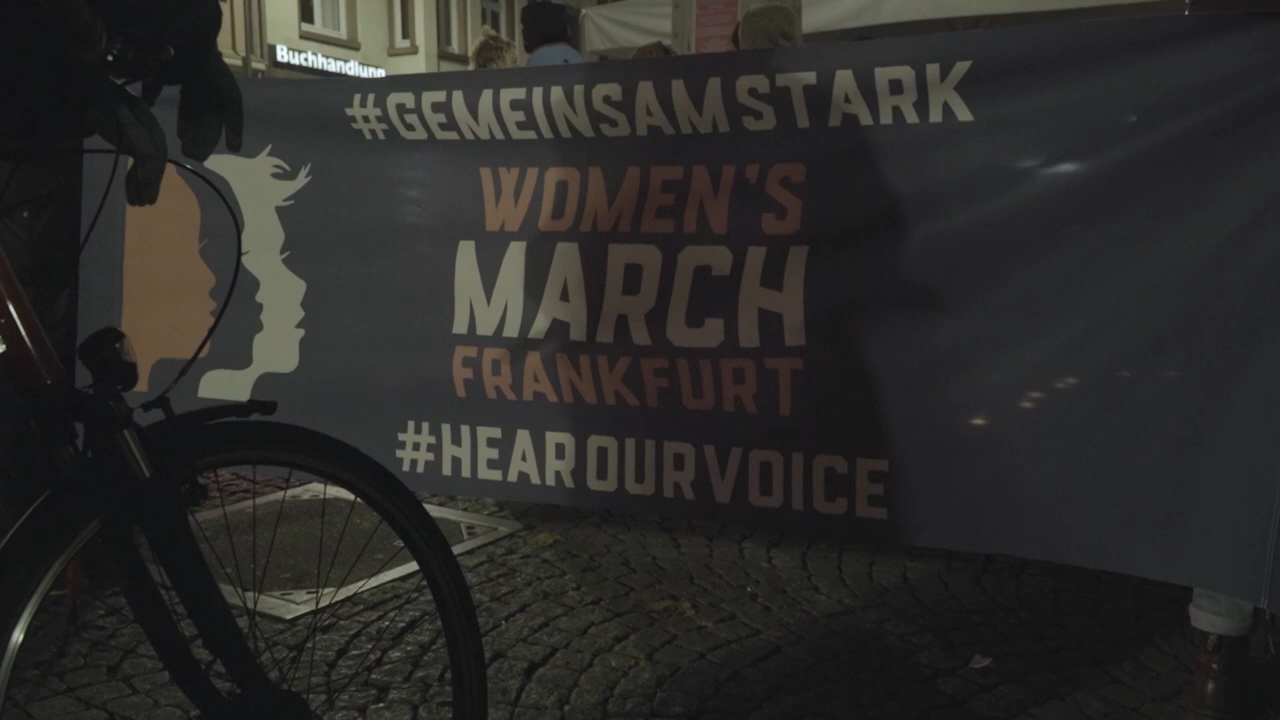 Buchhandlung
#GEMEINSAMSTARK
WOMEN'S
MARCH
FRANKFURT
#HEAROURVOICE